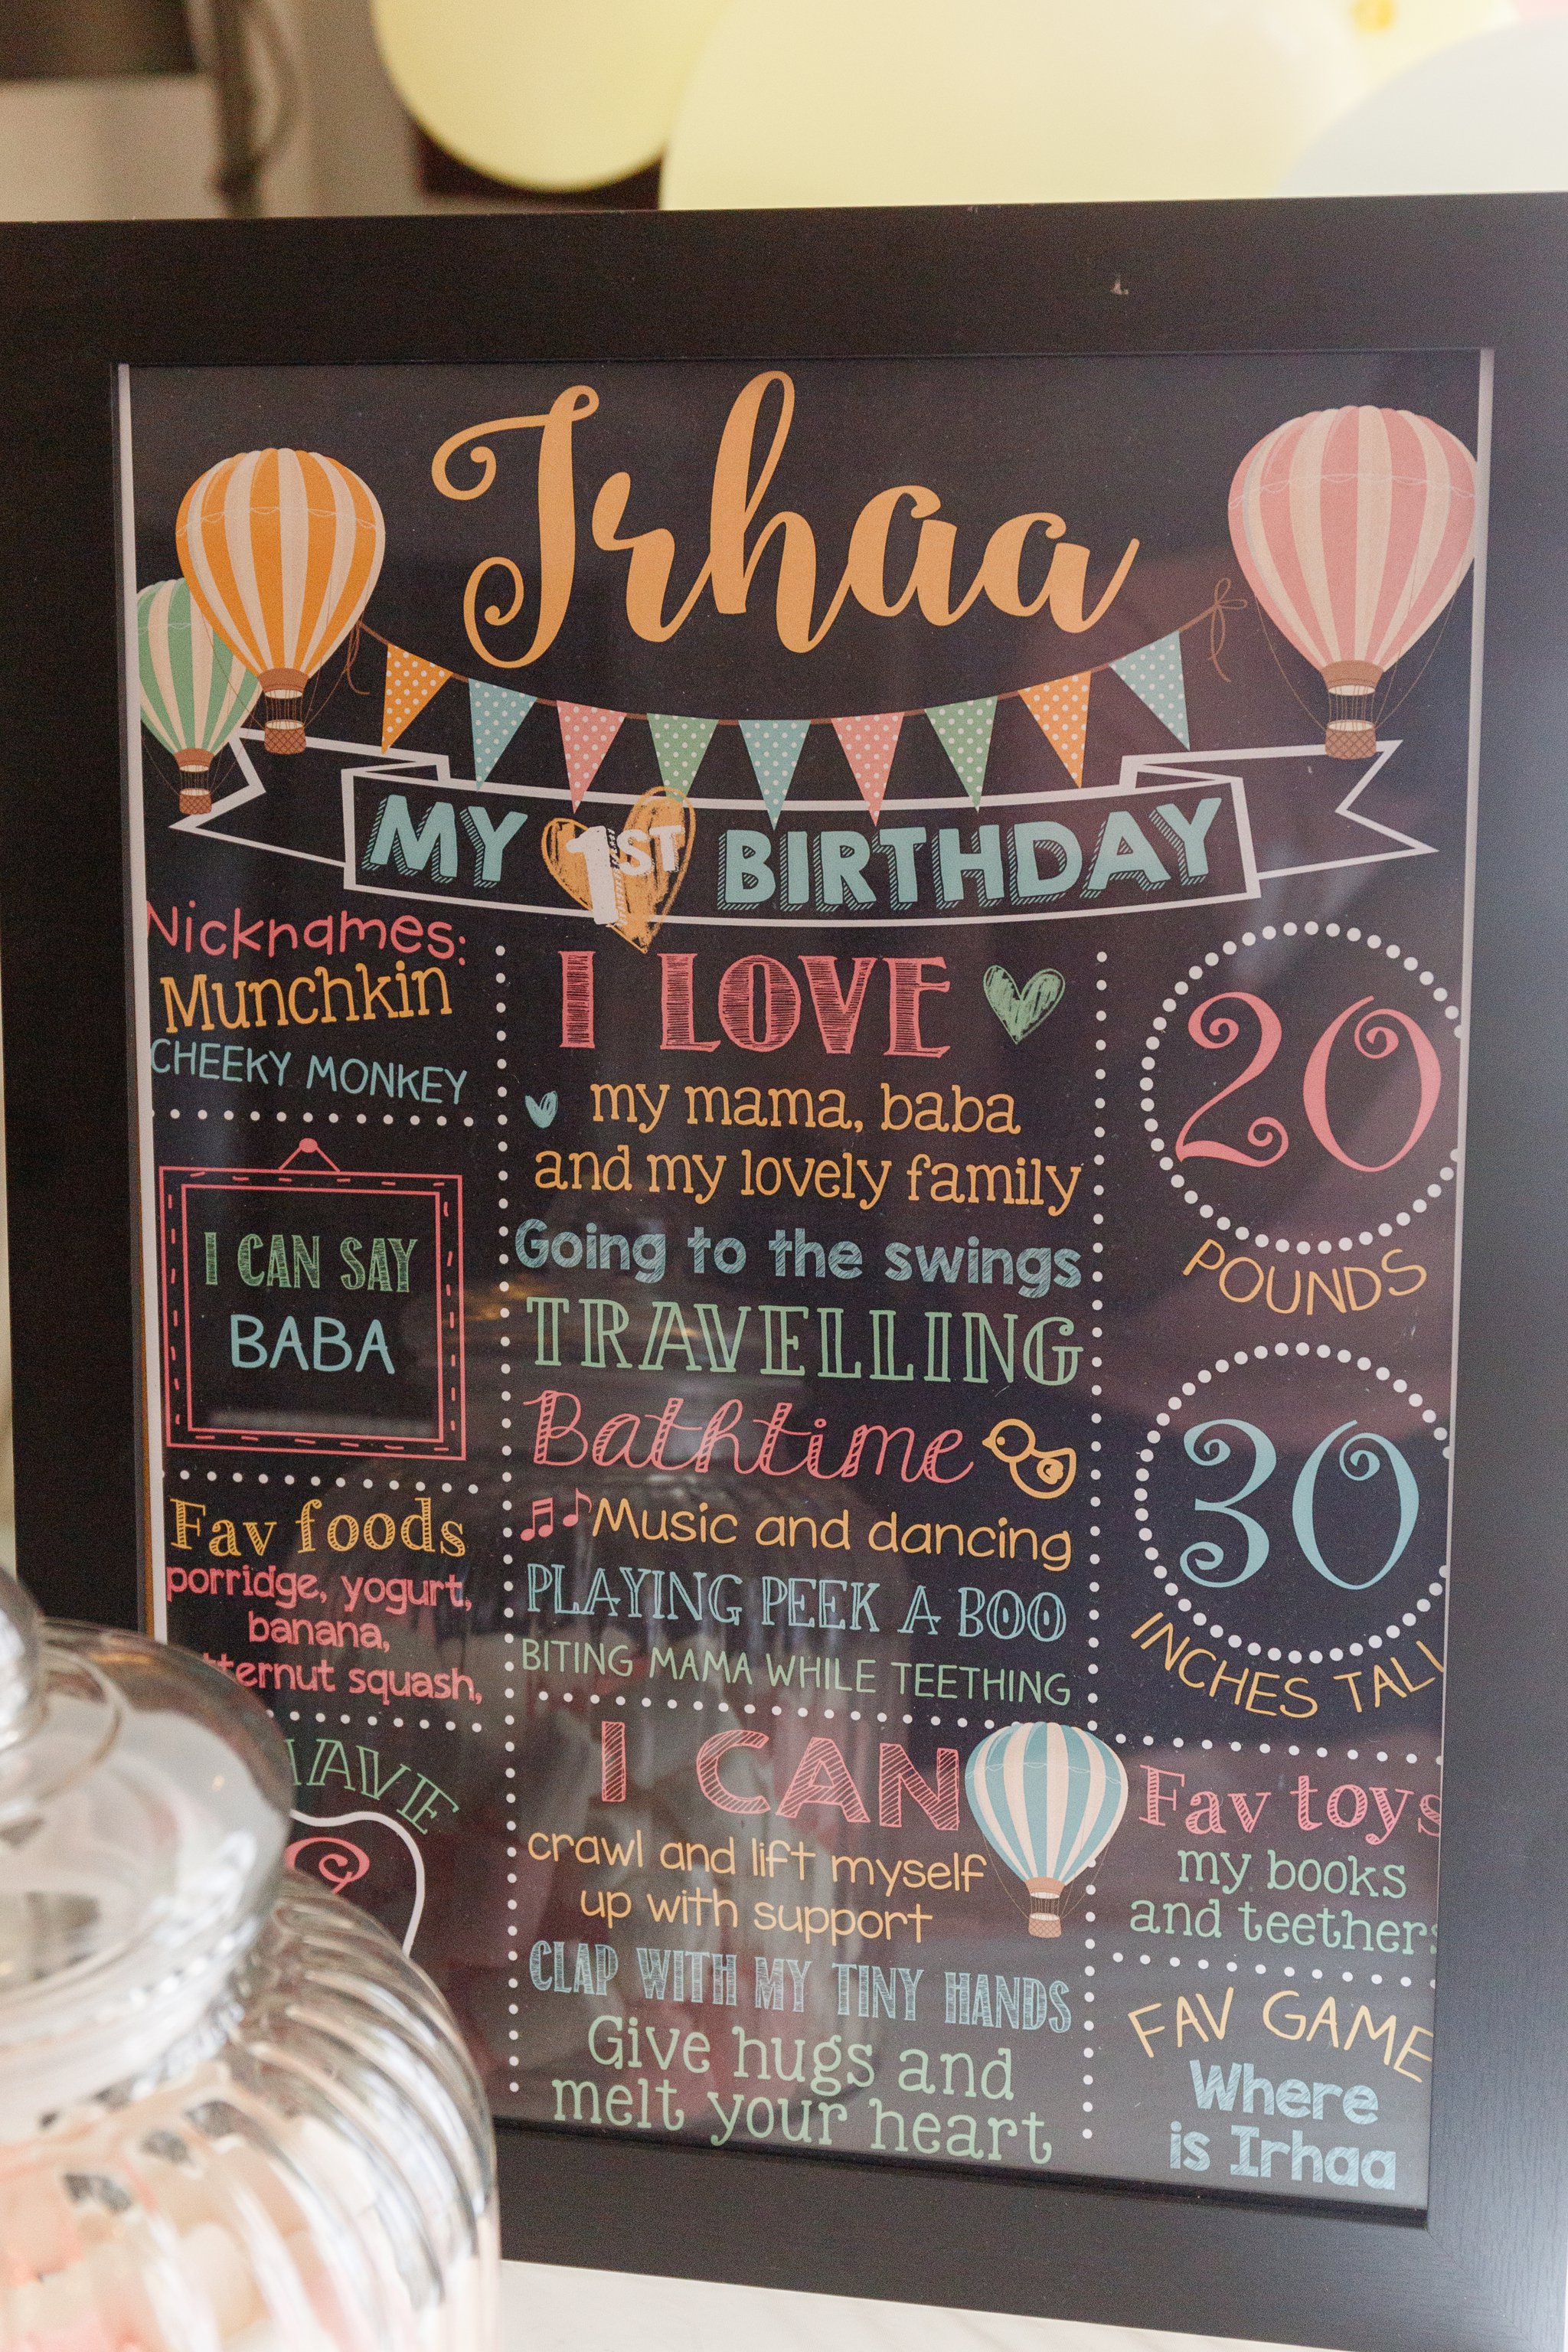 Irhaa
MY 1ST BIRTHDAY
Nicknames:
Munchkin
CHEEKY MONKEY
I CAN SAY
BABA
Fav foods
porridge, yogurt,
banana,
squash,
I LOVE
my mama, baba
and my lovely family
Going to the swings
TRAVELLING
Bathtime
Music and dancing
PLAYING PEEK A BOO
BITING MAMA WHILE TEETHING
I CAN
crawl and lift myself
up with support
CLAP WITH MY TINY HANDS
Give hugs and
melt your heart
20
POUNDS
30
INCHES TALL
Fav toys
my books
and teethers
FAV GAME
Where
is Irhaa